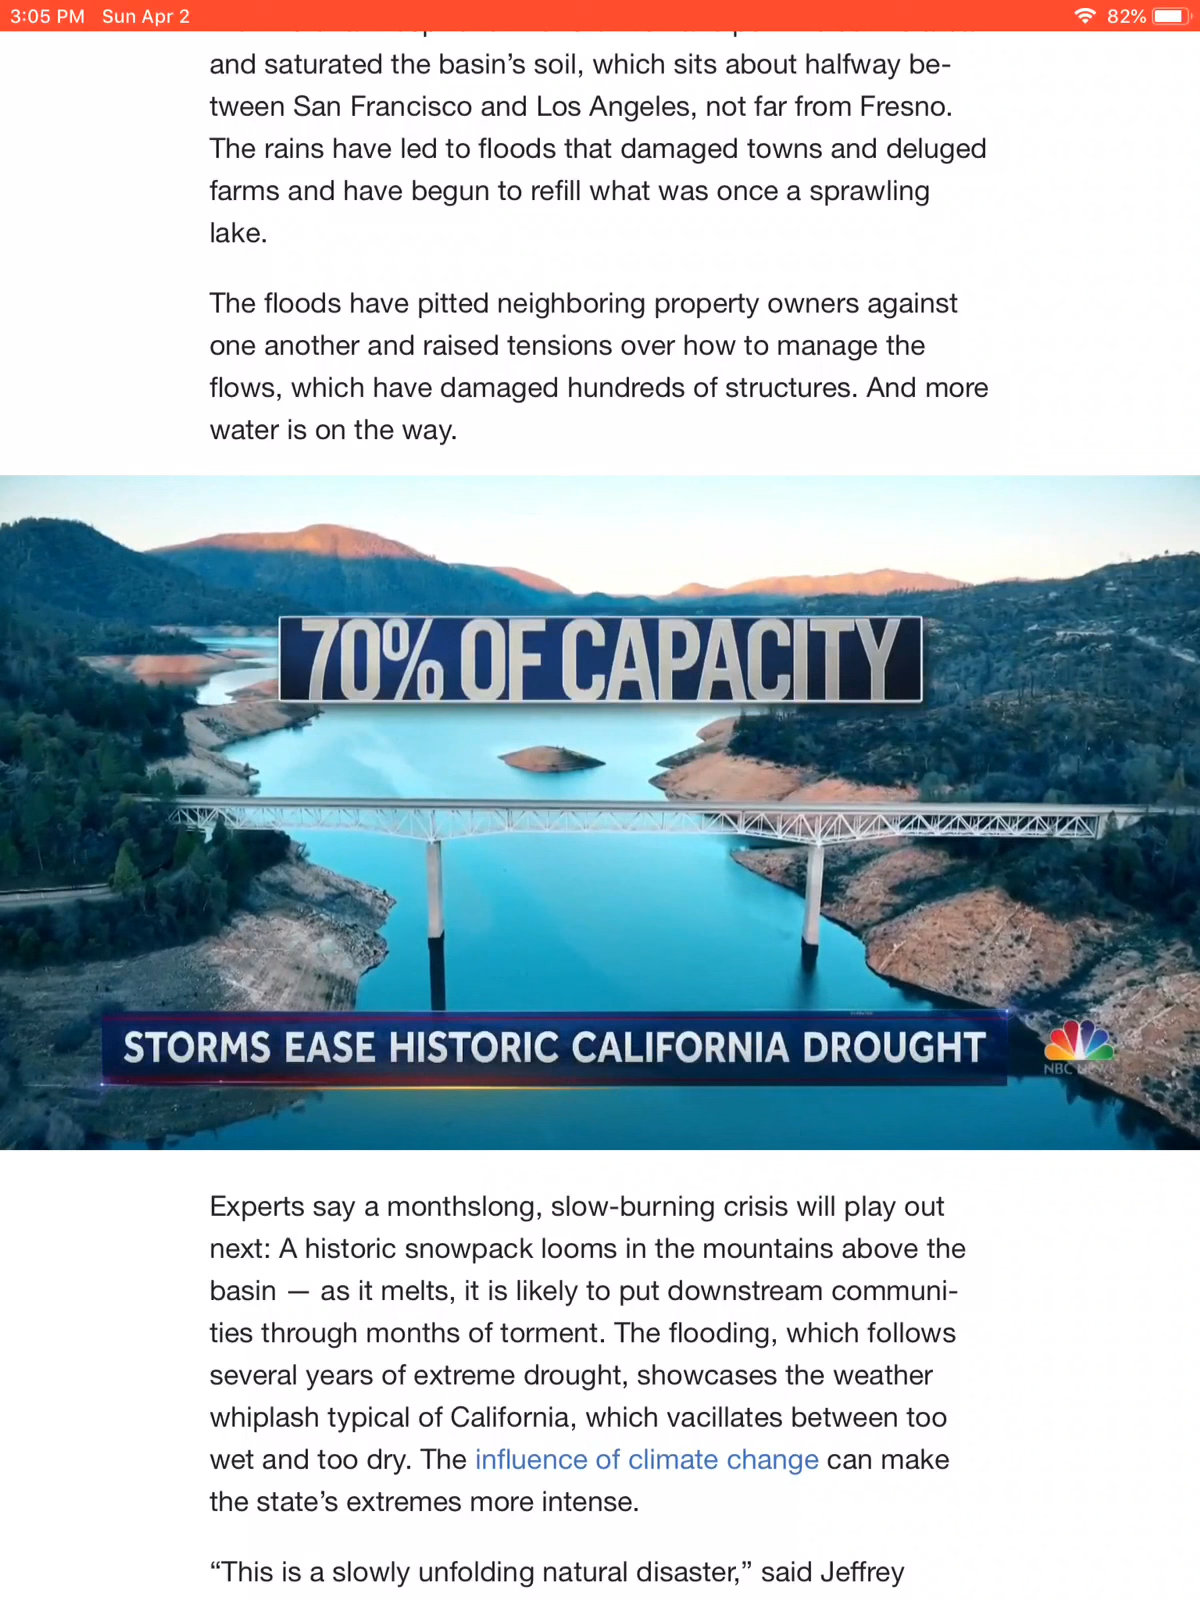 3:05 PM Sun Apr 2
82%
and saturated the basin’s soil, which sits about halfway be-
tween San Francisco and Los Angeles, not far from Fresno.
The rains have led to floods that damaged towns and deluged
farms and have begun to refill what was once a sprawling
lake.
The floods have pitted neighboring property owners against
one another and raised tensions over how to manage the
flows, which have damaged hundreds of structures. And more
water is on the way.
70% OF CAPACITY
STORMS EASE HISTORIC CALIFORNIA DROUGHT
NBC NEWS
Experts say a monthslong, slow-burning crisis will play out
next: A historic snowpack looms in the mountains above the
basin — as it melts, it is likely to put downstream communi-
ties through months of torment. The flooding, which follows
several years of extreme drought, showcases the weather
whiplash typical of California, which vacillates between too
wet and too dry. The influence of climate change can make
the state’s extremes more intense.
“This is a slowly unfolding natural disaster,” said Jeffrey